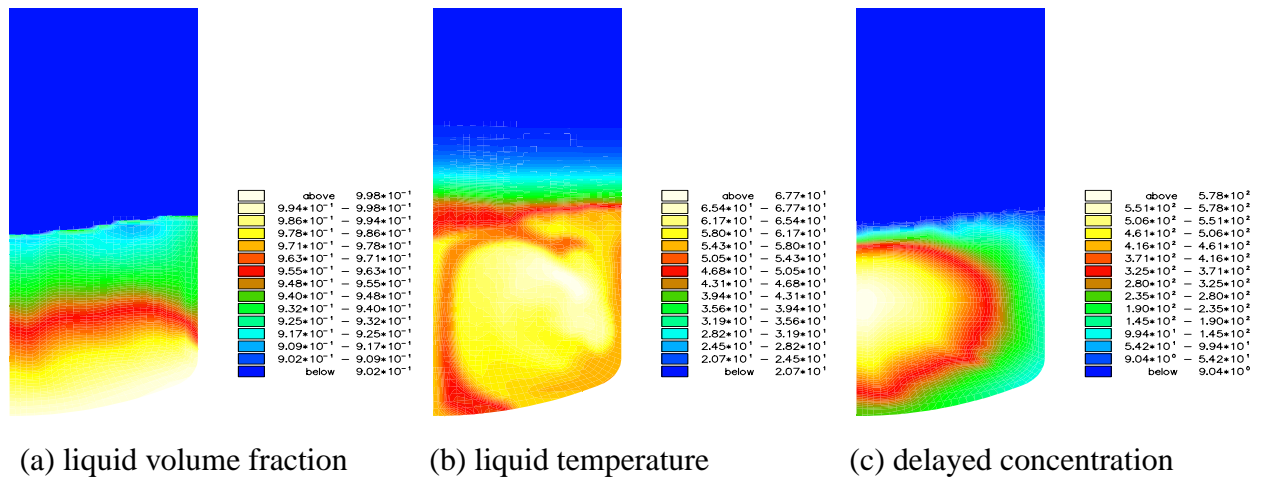 above 9.98*10⁻¹
9.94*10⁻¹ − 9.98*10⁻¹
9.86*10⁻¹ − 9.94*10⁻¹
9.78*10⁻¹ − 9.86*10⁻¹
9.71*10⁻¹ − 9.78*10⁻¹
9.63*10⁻¹ − 9.71*10⁻¹
9.55*10⁻¹ − 9.63*10⁻¹
9.48*10⁻¹ − 9.55*10⁻¹
9.40*10⁻¹ − 9.48*10⁻¹
9.32*10⁻¹ − 9.40*10⁻¹
9.25*10⁻¹ − 9.32*10⁻¹
9.17*10⁻¹ − 9.25*10⁻¹
9.09*10⁻¹ − 9.17*10⁻¹
9.02*10⁻¹ − 9.09*10⁻¹
below 9.02*10⁻¹
above 6.77*10¹
6.54*10¹ − 6.77*10¹
6.17*10¹ − 6.54*10¹
5.80*10¹ − 6.17*10¹
5.43*10¹ − 5.80*10¹
5.05*10¹ − 5.43*10¹
4.68*10¹ − 5.05*10¹
4.31*10¹ − 4.68*10¹
3.94*10¹ − 4.31*10¹
3.56*10¹ − 3.94*10¹
3.19*10¹ − 3.56*10¹
2.82*10¹ − 3.19*10¹
2.45*10¹ − 2.82*10¹
2.07*10¹ − 2.45*10¹
below 2.07*10¹
above 5.78*10²
5.51*10² − 5.78*10²
5.06*10² − 5.51*10²
4.61*10² − 5.06*10²
4.16*10² − 4.61*10²
3.71*10² − 4.16*10²
3.25*10² − 3.71*10²
2.80*10² − 3.25*10²
2.35*10² − 2.80*10²
1.90*10² − 2.35*10²
1.45*10² − 1.90*10²
9.94*10¹ − 1.45*10²
5.42*10¹ − 9.94*10¹
9.04*10⁰ − 5.42*10¹
below 9.04*10⁰
(a) liquid volume fraction
(b) liquid temperature
(c) delayed concentration